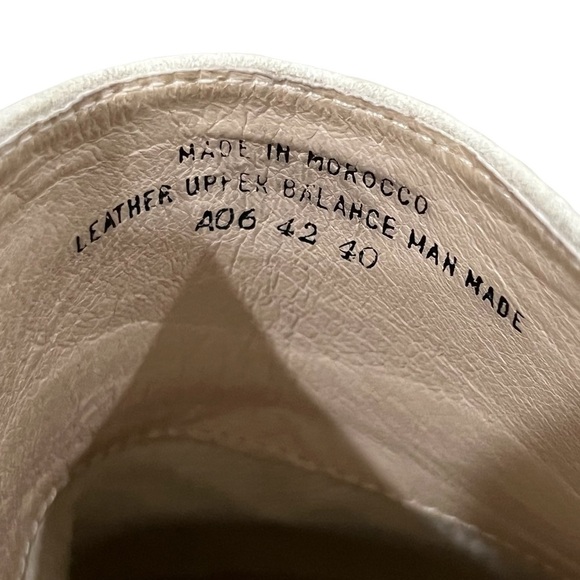 MADE IN MOROCCO
LEATHER UPPER BALANCE MAN MADE
A06 42 40